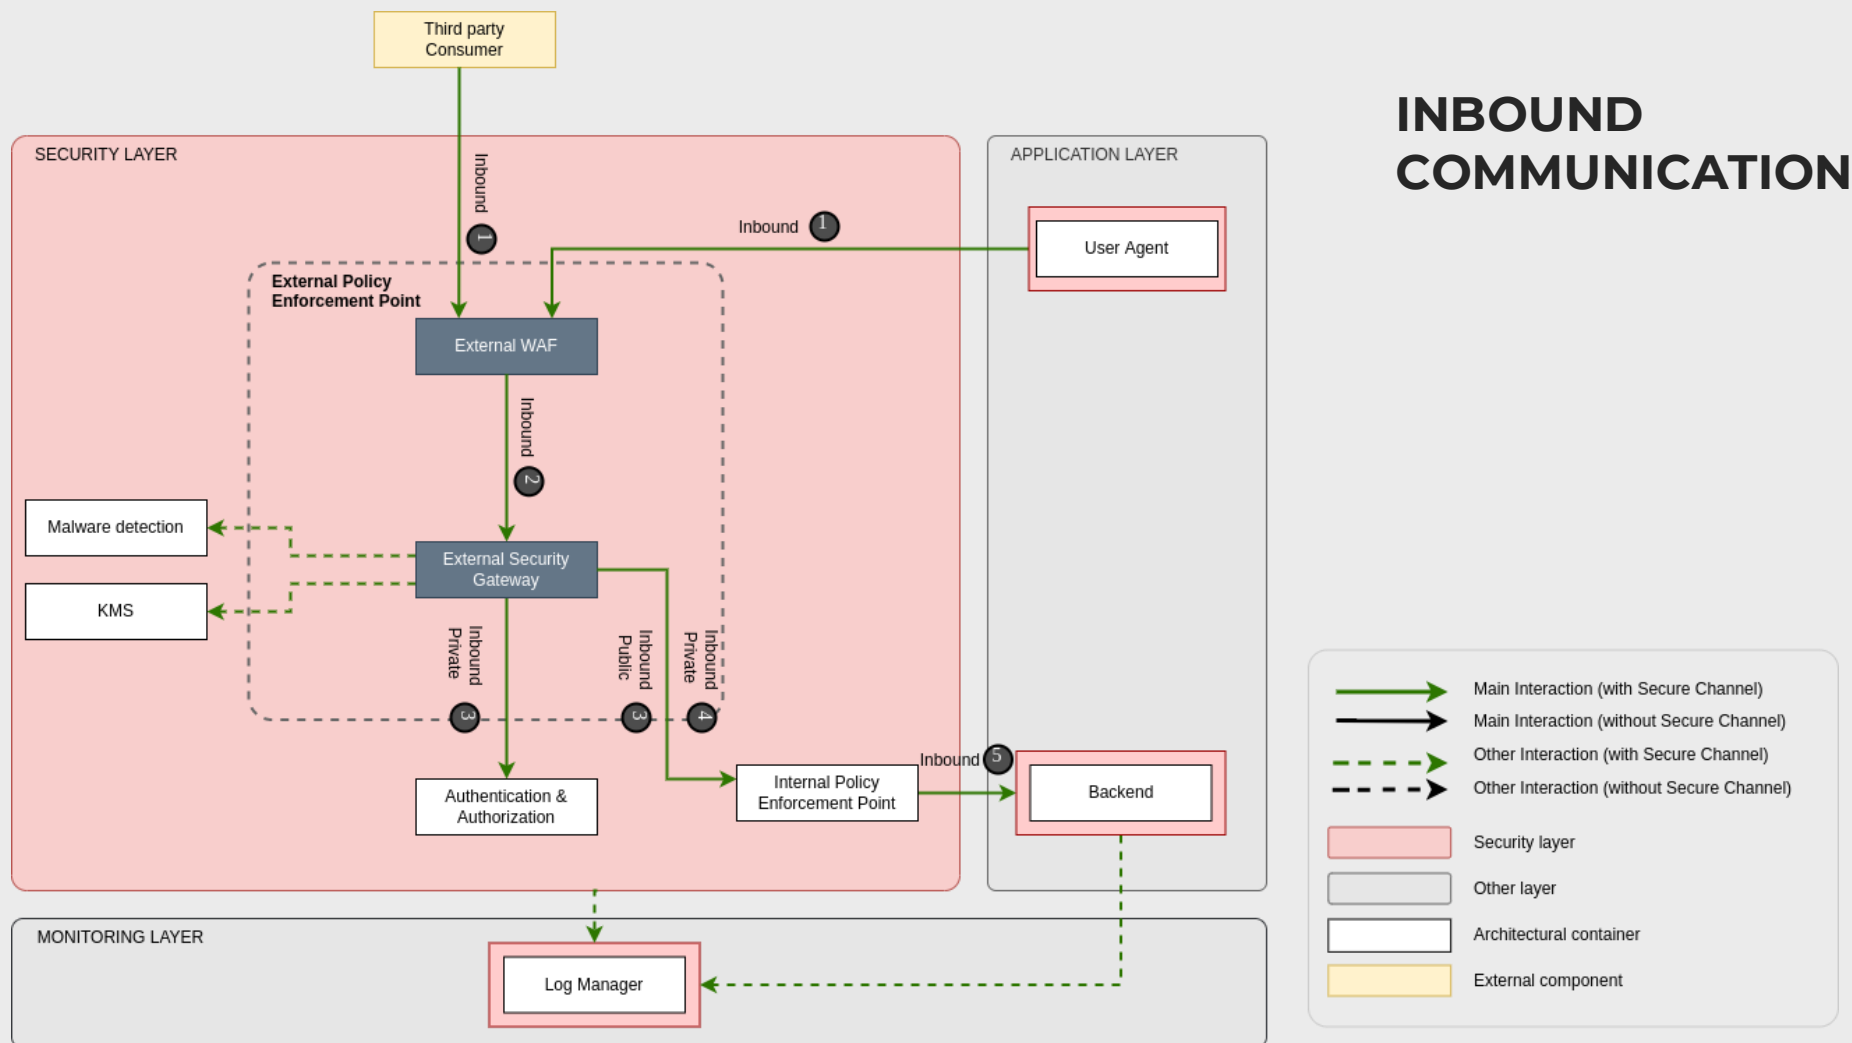 Third party
Consumer
INBOUND
COMMUNICATION
SECURITY LAYER
APPLICATION LAYER
Inbound
1
Inbound
1
User Agent
External Policy
Enforcement Point
External WAF
Inbound
2
Malware detection
External Security
Gateway
KMS
Inbound
Private
3
Inbound
Public
3
Inbound
Private
4
Inbound
5
Authentication &
Authorization
Internal Policy
Enforcement Point
Backend
MONITORING LAYER
Log Manager
Main Interaction (with Secure Channel)
Main Interaction (without Secure Channel)
Other Interaction (with Secure Channel)
Other Interaction (without Secure Channel)
Security layer
Other layer
Architectural container
External component